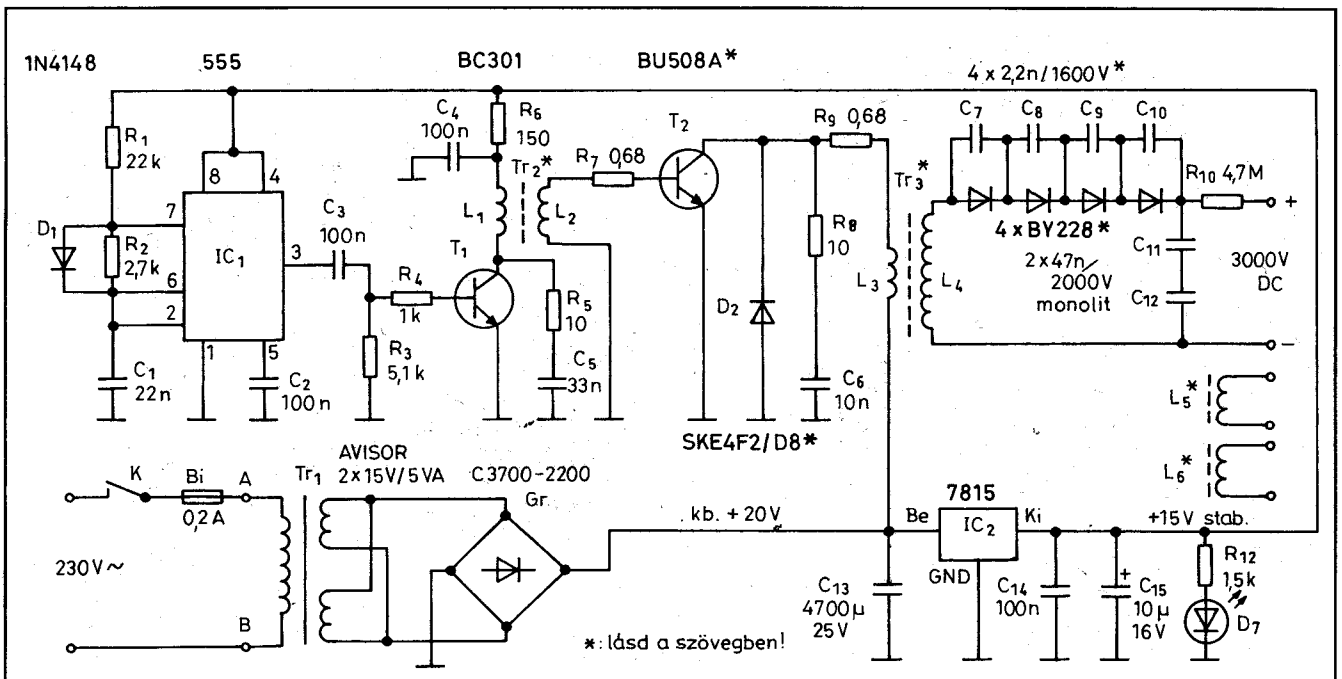 1N4148
555
BC301
BU508A*
4 x 2,2n/1600V*
R1
22k
8
4
7
D1
R2
2,7k
6
2
IC1
3
1
5
C1
22n
C2
100n
C3
100n
R4
1k
R3
5,1k
C4
100n
R6
150
Tr2*
L1
L2
T1
R5
10
C5
33n
R7 0,68
T2
R9 0,68
D2
R8
10
C6
10n
SKE4F2/D8*
L3
Tr3*
L4
C7
C8
C9
C10
4xBY228*
R10 4,7M
+
C11
2x47n/
2000V
monolit
C12
3000V
DC
−
L5*
L6*
K
Bi
0,2A
A
230V~
B
AVISOR
Tr1
2x15V/5VA
C3700-2200
Gr.
kb. +20V
Be
7815
IC2
Ki
GND
+15V stab.
C13
4700µ
25V
C14
100n
+
C15
10µ
16V
R12
1,5k
D7
*: lásd a szövegben!